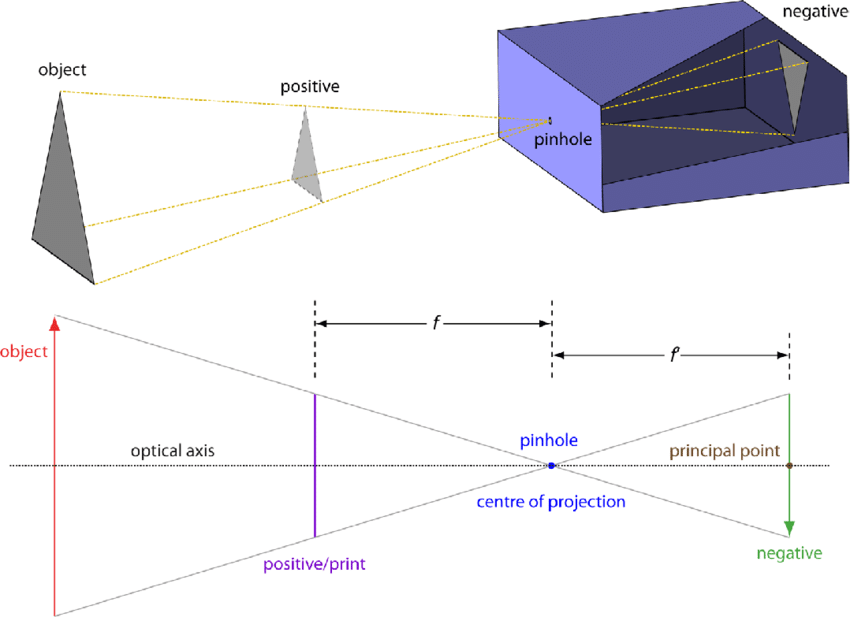 negative
object
positive
pinhole
f
f'
object
optical axis
pinhole
principal point
centre of projection
positive/print
negative